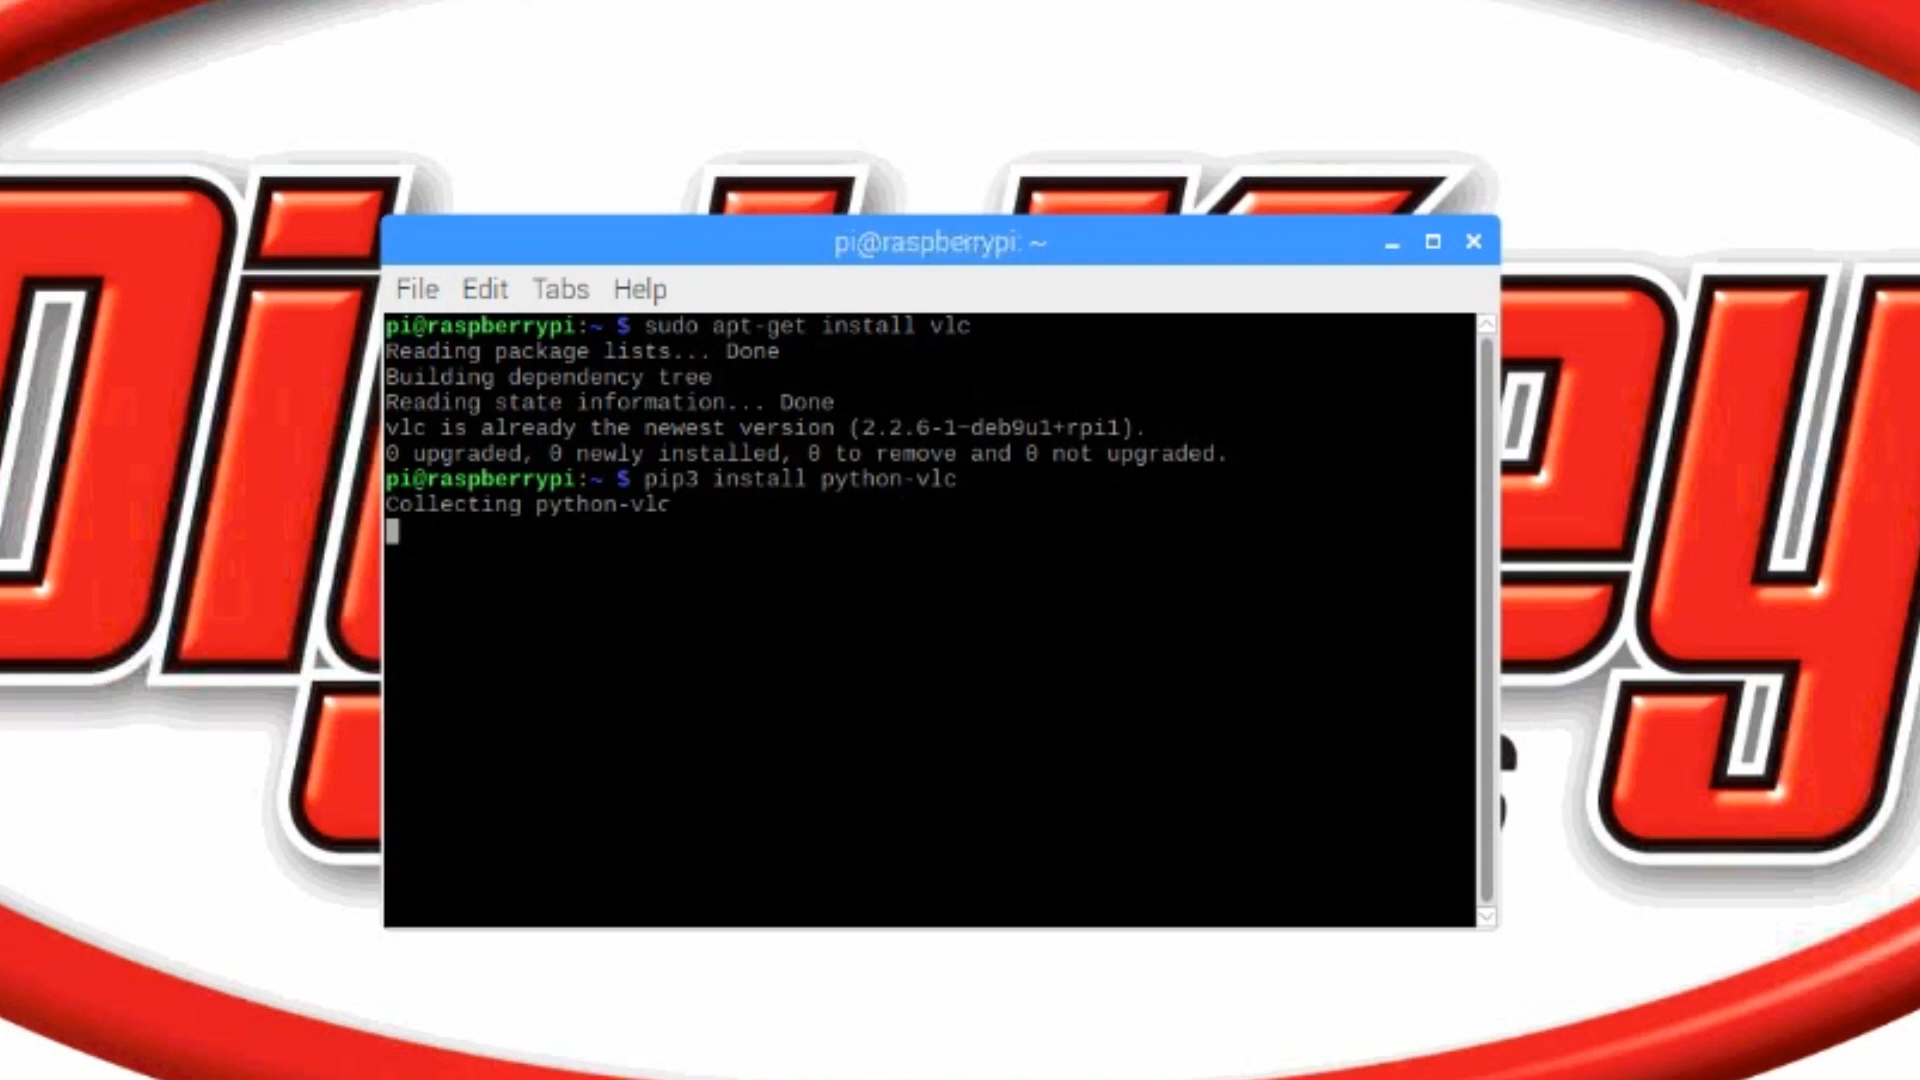 Digi-Key
pi@raspberrypi: ~
File Edit Tabs Help
pi@raspberrypi:~ $ sudo apt-get install vlc
Reading package lists... Done
Building dependency tree
Reading state information... Done
vlc is already the newest version (2.2.6-1~deb9u1+rpi1).
0 upgraded, 0 newly installed, 0 to remove and 0 not upgraded.
pi@raspberrypi:~ $ pip3 install python-vlc
Collecting python-vlc